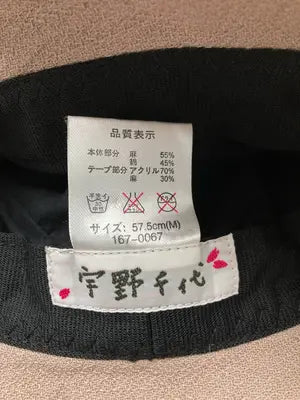 品質表示
本体部分 麻 55%
綿 45%
テープ部分 アクリル70%
麻 30%
サイズ: 57.5cm(M)
167-0067
宇野千代